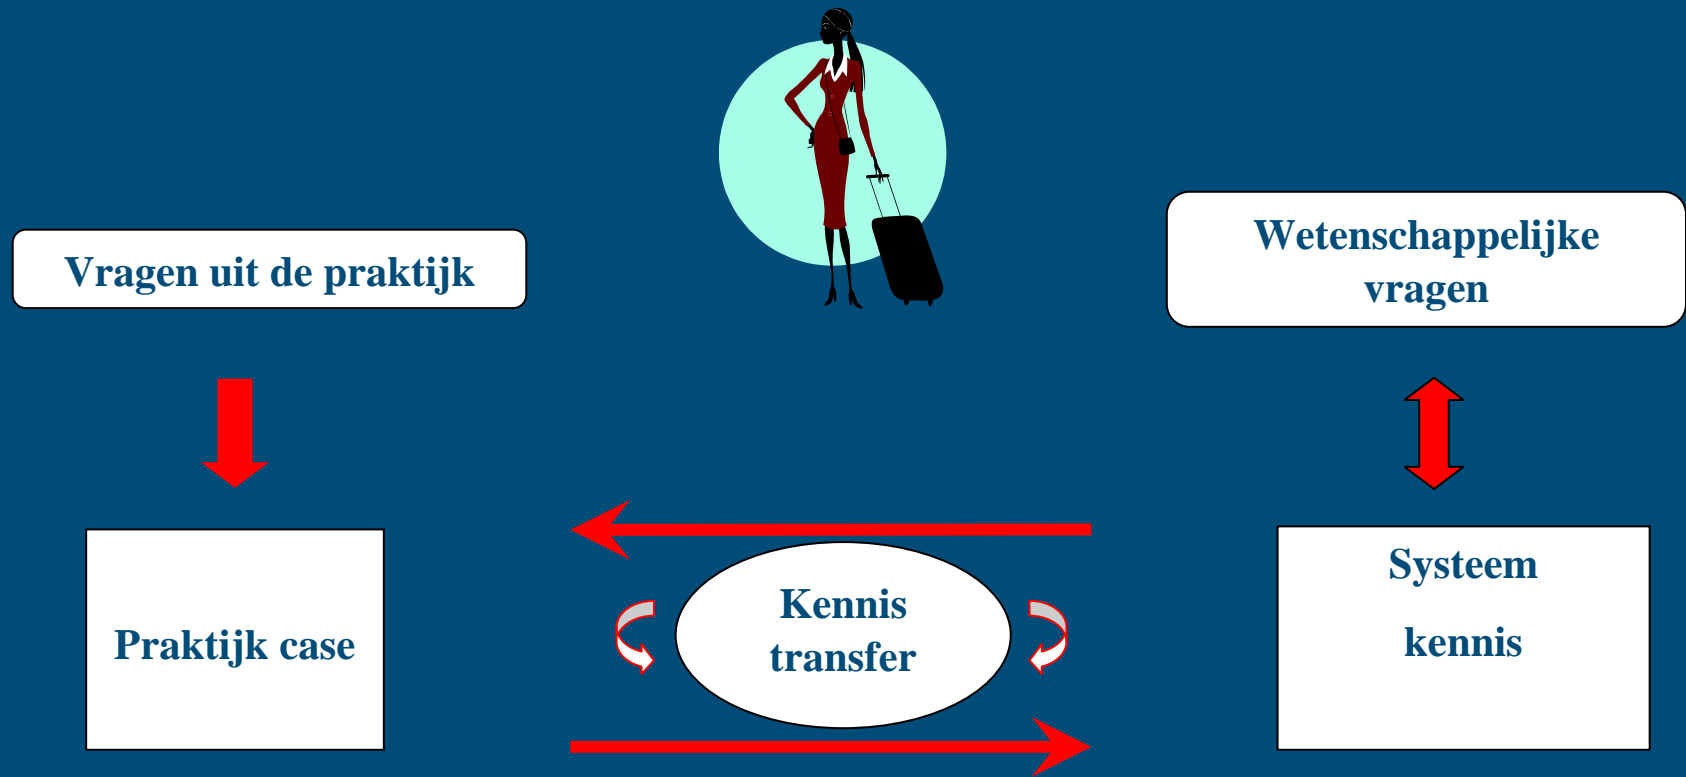 Vragen uit de praktijk
Wetenschappelijke
vragen
Praktijk case
Kennis
transfer
Systeem
kennis